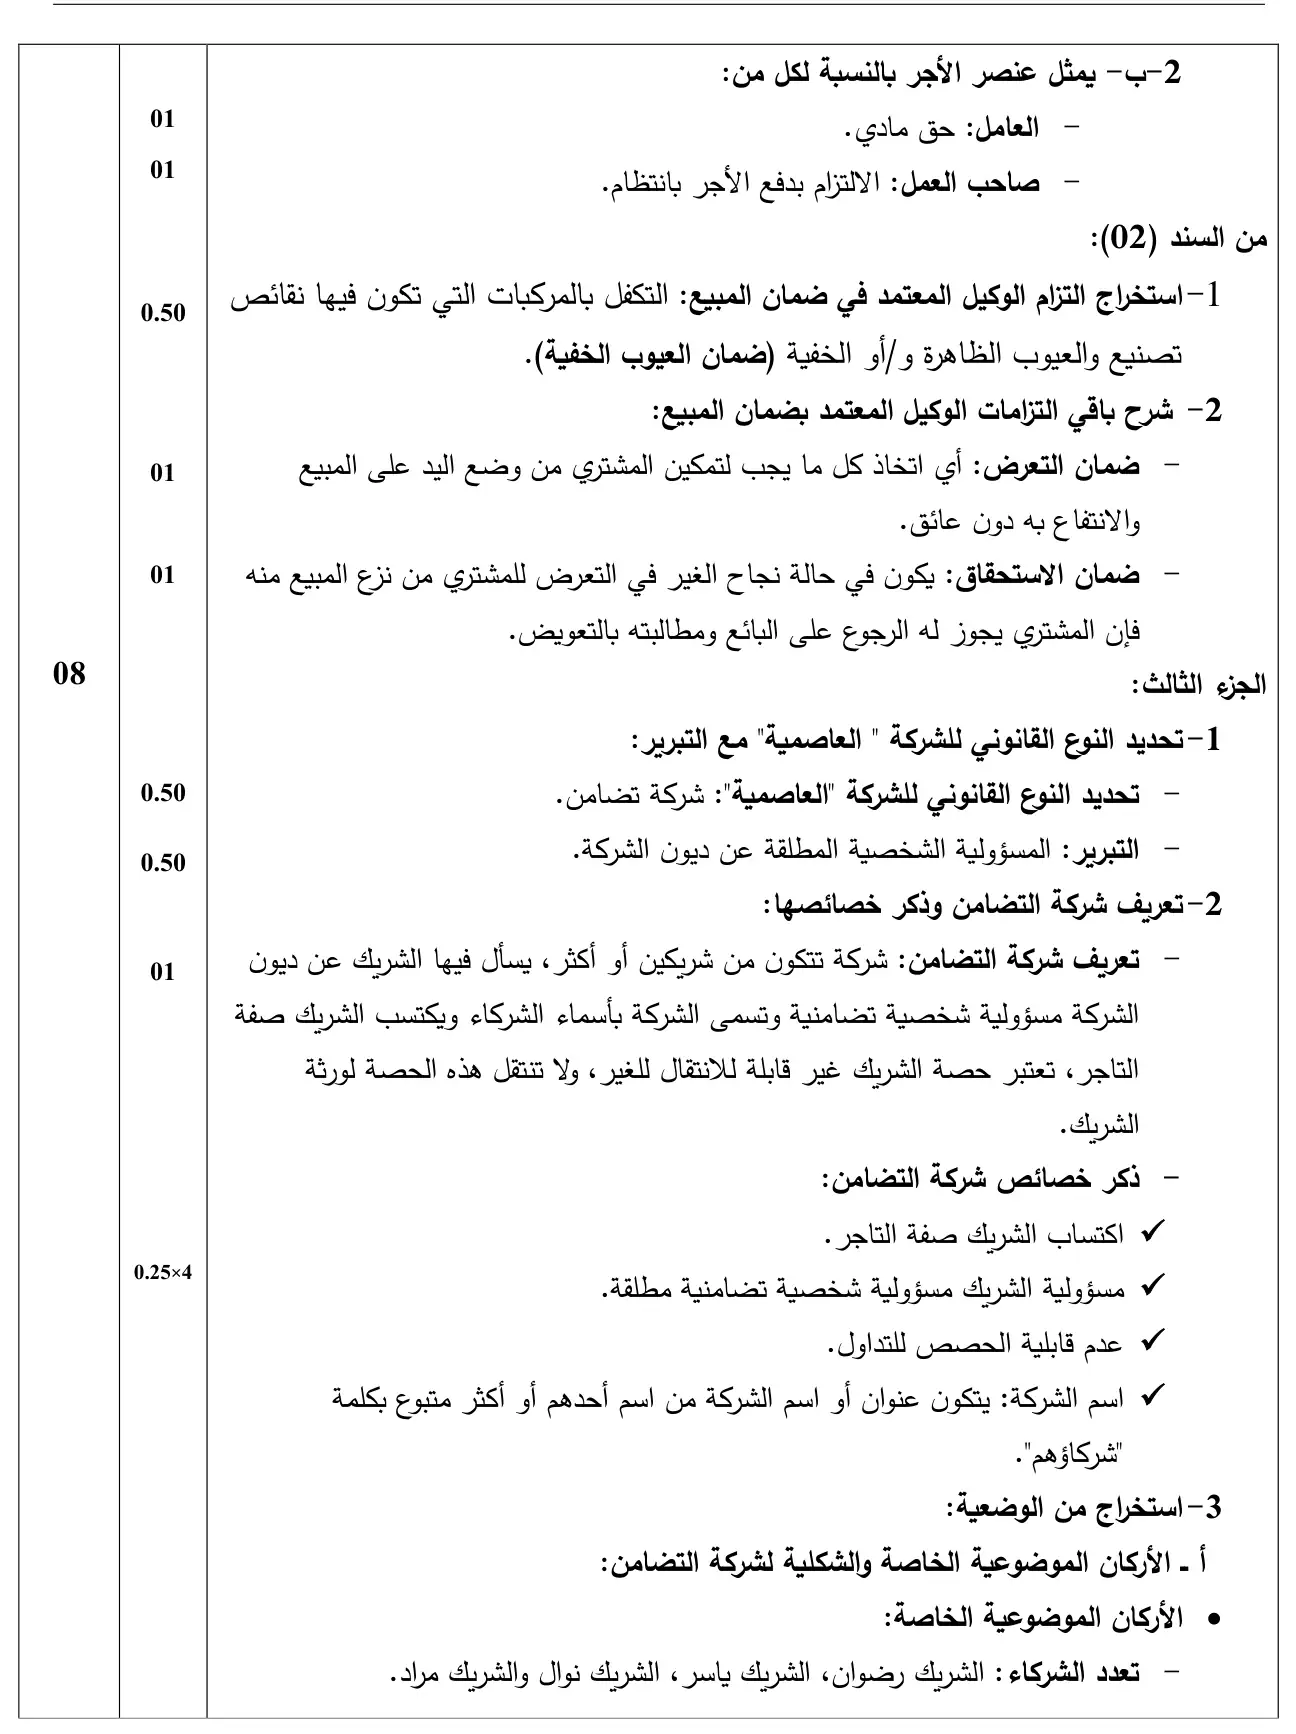 2-ب- يمثل عنصر الأجر بالنسبة لكل من:
01
- العامل: حق مادي.
01
- صاحب العمل: الالتزام بدفع الأجر بانتظام.
من السند (02):
1-استخراج التزام الوكيل المعتمد في ضمان المبيع: التكفل بالمركبات التي تكون فيها نقائص
0.50
تصنيع والعيوب الظاهرة و/أو الخفية (ضمان العيوب الخفية).
2- شرح باقي التزامات الوكيل المعتمد بضمان المبيع:
- ضمان التعرض: أي اتخاذ كل ما يجب لتمكين المشتري من وضع اليد على المبيع
01
والانتفاع به دون عائق.
- ضمان الاستحقاق: يكون في حالة نجاح الغير في التعرض للمشتري من نزع المبيع منه
01
فإن المشتري يجوز له الرجوع على البائع ومطالبته بالتعويض.
08
الجزء الثالث:
1-تحديد النوع القانوني للشركة " العاصمية" مع التبرير:
- تحديد النوع القانوني للشركة "العاصمية": شركة تضامن.
0.50
- التبرير: المسؤولية الشخصية المطلقة عن ديون الشركة.
0.50
2-تعريف شركة التضامن وذكر خصائصها:
- تعريف شركة التضامن: شركة تتكون من شريكين أو أكثر، يسأل فيها الشريك عن ديون
01
الشركة مسؤولية شخصية تضامنية وتسمى الشركة بأسماء الشركاء ويكتسب الشريك صفة
التاجر، تعتبر حصة الشريك غير قابلة للانتقال للغير، ولا تنتقل هذه الحصة لورثة
الشريك.
- ذكر خصائص شركة التضامن:
✓ اكتساب الشريك صفة التاجر.
0.25×4
✓ مسؤولية الشريك مسؤولية شخصية تضامنية مطلقة.
✓ عدم قابلية الحصص للتداول.
✓ اسم الشركة: يتكون عنوان أو اسم الشركة من اسم أحدهم أو أكثر متبوع بكلمة
"شركاؤهم".
3-استخراج من الوضعية:
أ ـ الأركان الموضوعية الخاصة والشكلية لشركة التضامن:
• الأركان الموضوعية الخاصة:
- تعدد الشركاء: الشريك رضوان، الشريك ياسر، الشريك نوال والشريك مراد.